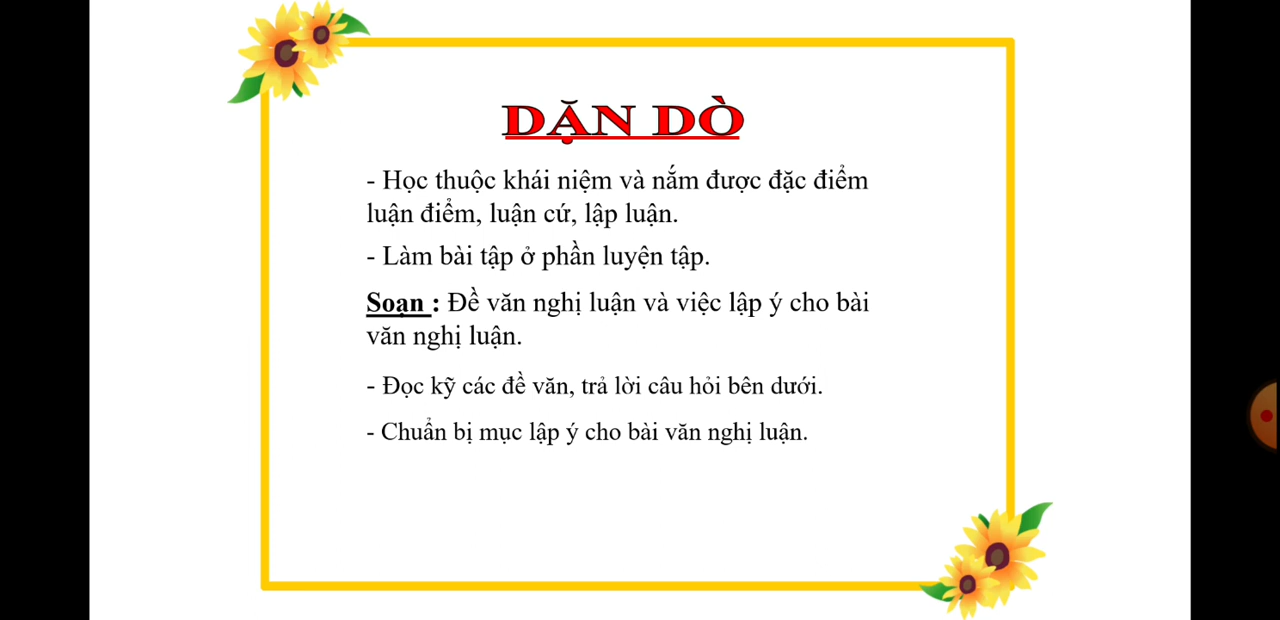 DẶN DÒ
- Học thuộc khái niệm và nắm được đặc điểm
luận điểm, luận cứ, lập luận.
- Làm bài tập ở phần luyện tập.
Soạn : Đề văn nghị luận và việc lập ý cho bài
văn nghị luận.
- Đọc kỹ các đề văn, trả lời câu hỏi bên dưới.
- Chuẩn bị mục lập ý cho bài văn nghị luận.